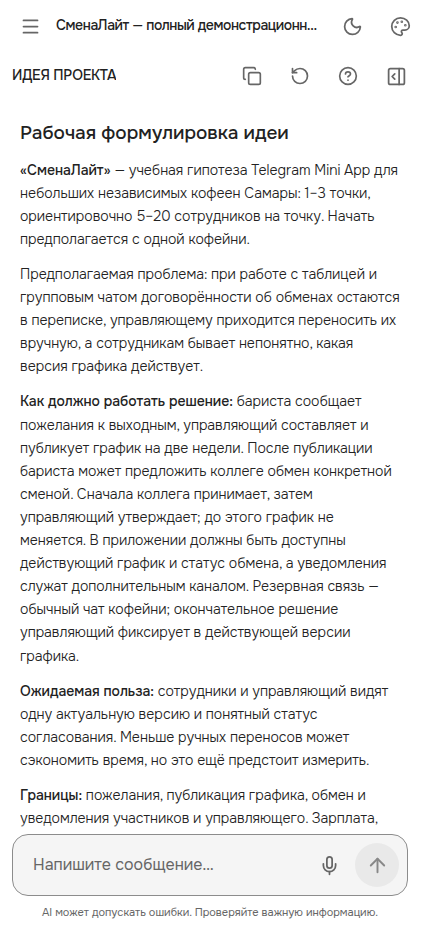 СменаЛайт — полный демонстрационн...
ИДЕЯ ПРОЕКТА
Рабочая формулировка идеи
«СменаЛайт» — учебная гипотеза Telegram Mini App для
небольших независимых кофеен Самары: 1–3 точки,
ориентировочно 5–20 сотрудников на точку. Начать
предполагается с одной кофейни.
Предполагаемая проблема: при работе с таблицей и
групповым чатом договорённости об обменах остаются
в переписке, управляющему приходится переносить их
вручную, а сотрудникам бывает непонятно, какая
версия графика действует.
Как должно работать решение: бариста сообщает
пожелания к выходным, управляющий составляет и
публикует график на две недели. После публикации
бариста может предложить коллеге обмен конкретной
сменой. Сначала коллега принимает, затем
управляющий утверждает; до этого график не
меняется. В приложении должны быть доступны
действующий график и статус обмена, а уведомления
служат дополнительным каналом. Резервная связь —
обычный чат кофейни; окончательное решение
управляющий фиксирует в действующей версии
графика.
Ожидаемая польза: сотрудники и управляющий видят
одну актуальную версию и понятный статус
согласования. Меньше ручных переносов может
сэкономить время, но это ещё предстоит измерить.
Границы: пожелания, публикация графика, обмен и
уведомления участников и управляющего. Зарплата,
Напишите сообщение...
AI может допускать ошибки. Проверяйте важную информацию.